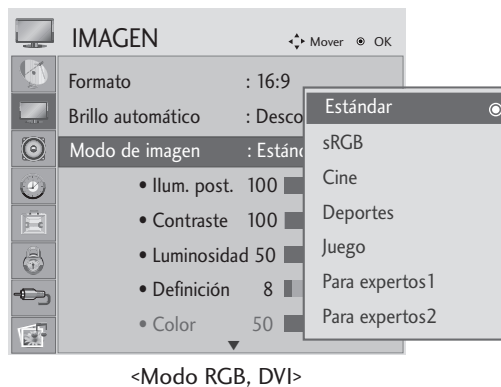 IMAGEN
Mover OK
Formato : 16:9
Brillo automático : Desco
Modo de imagen : Están
• Ilum. post. 100
• Contraste 100
• Luminosidad 50
• Definición 8
• Color 50
Estándar
sRGB
Cine
Deportes
Juego
Para expertos1
Para expertos2
<Modo RGB, DVI>